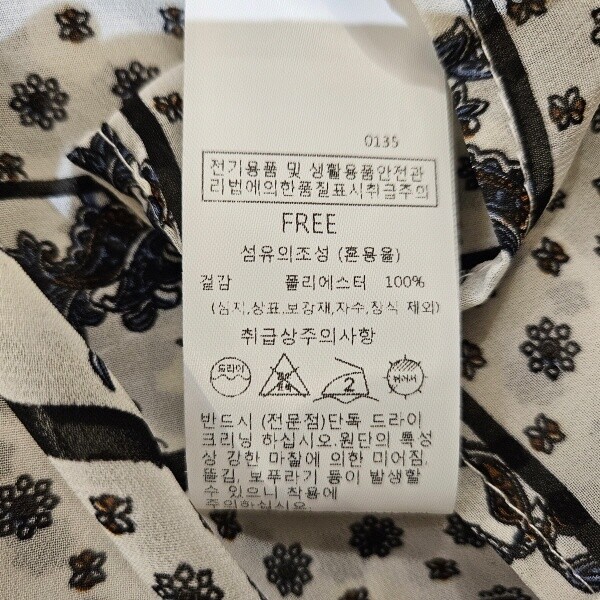 0135
전기용품 및 생활용품안전관
리법에의한품질표시취급주의
FREE
섬유의조성 (혼용율)
겉감 폴리에스터 100%
(심지,상표,보강재,자수,장식 제외)
취급상주의사항
드라이
2
뉘어서
반드시 (전문점)단독 드라이
크리닝 하십시오.원단의 특성
상 강한 마찰에 의한 미어짐.
뜰김, 보푸라기 등이 발생할
수 있으니 착용에
주의하십시오